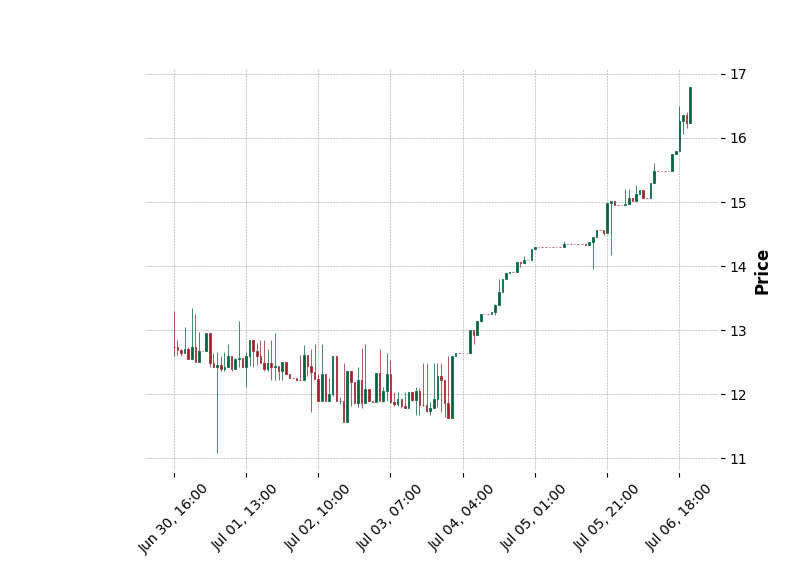 17
16
15
14
13
12
11
Price
Jun 30, 16:00
Jul 01, 13:00
Jul 02, 10:00
Jul 03, 07:00
Jul 04, 04:00
Jul 05, 01:00
Jul 05, 21:00
Jul 06, 18:00